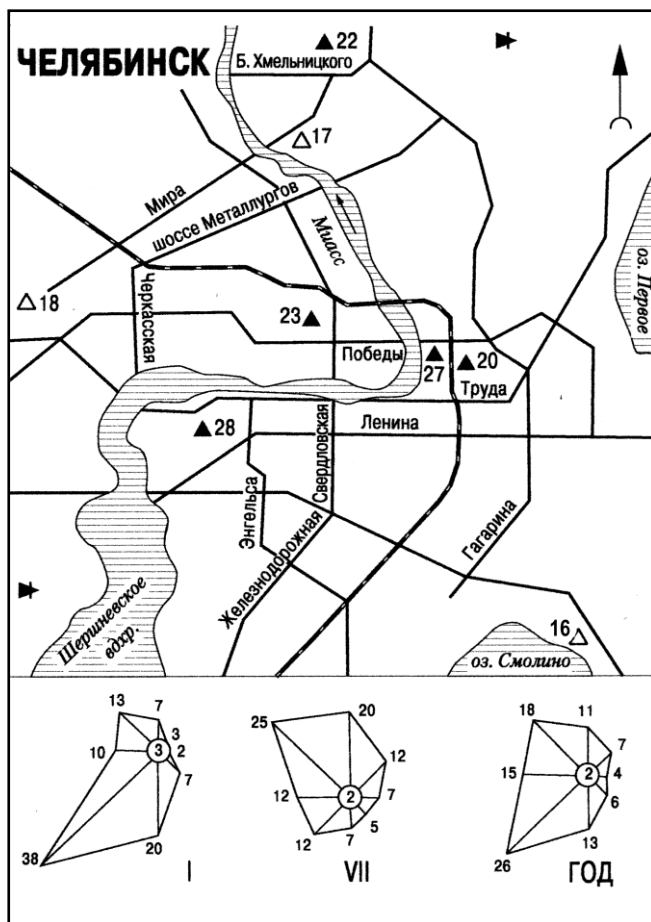 22
ЧЕЛЯБИНСК
Б. Хмельницкого
17
Мира
шоссе Металлургов
Миасс
оз. Первое
18
Черкасская
23
Победы
27
20
Труда
28
Ленина
Свердловская
Энгельса
Железнодорожная
Гагарина
Шершневское
вдхр.
16
оз. Смолино
13
7
3
10
3
2
7
38
20
I
25
20
12
12
2
7
5
12
7
VII
18
11
7
15
2
4
6
26
13
ГОД